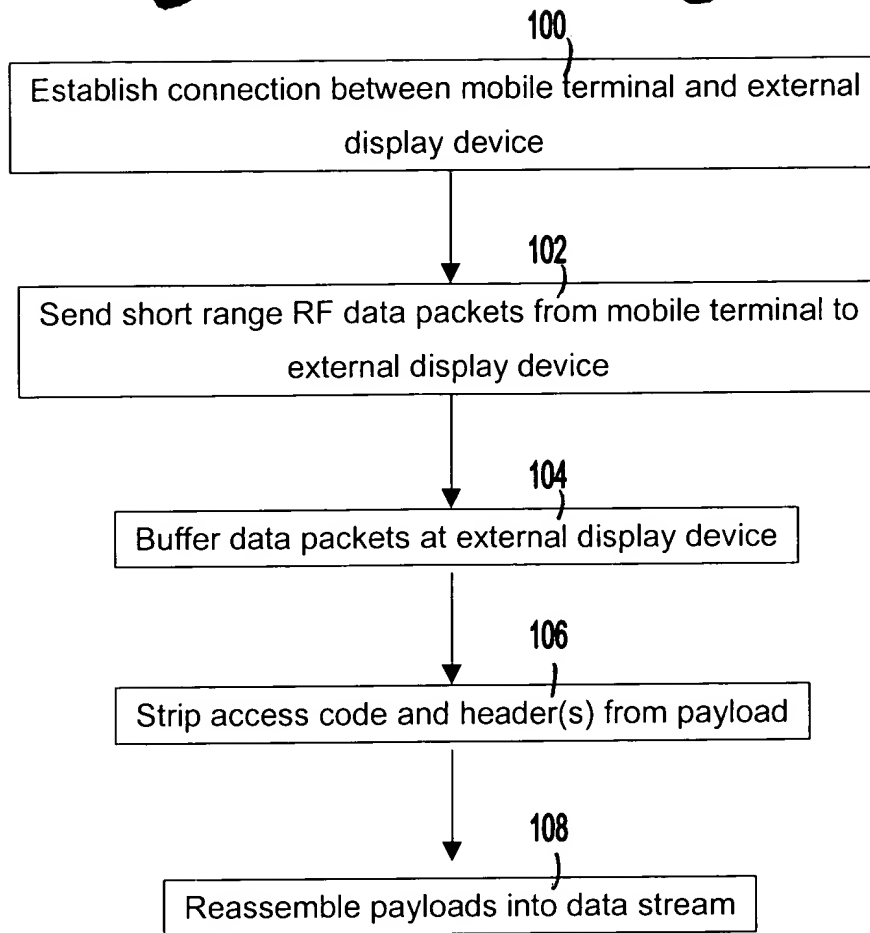 100
Establish connection between mobile terminal and external
display device
102
Send short range RF data packets from mobile terminal to
external display device
104
Buffer data packets at external display device
106
Strip access code and header(s) from payload
108
Reassemble payloads into data stream